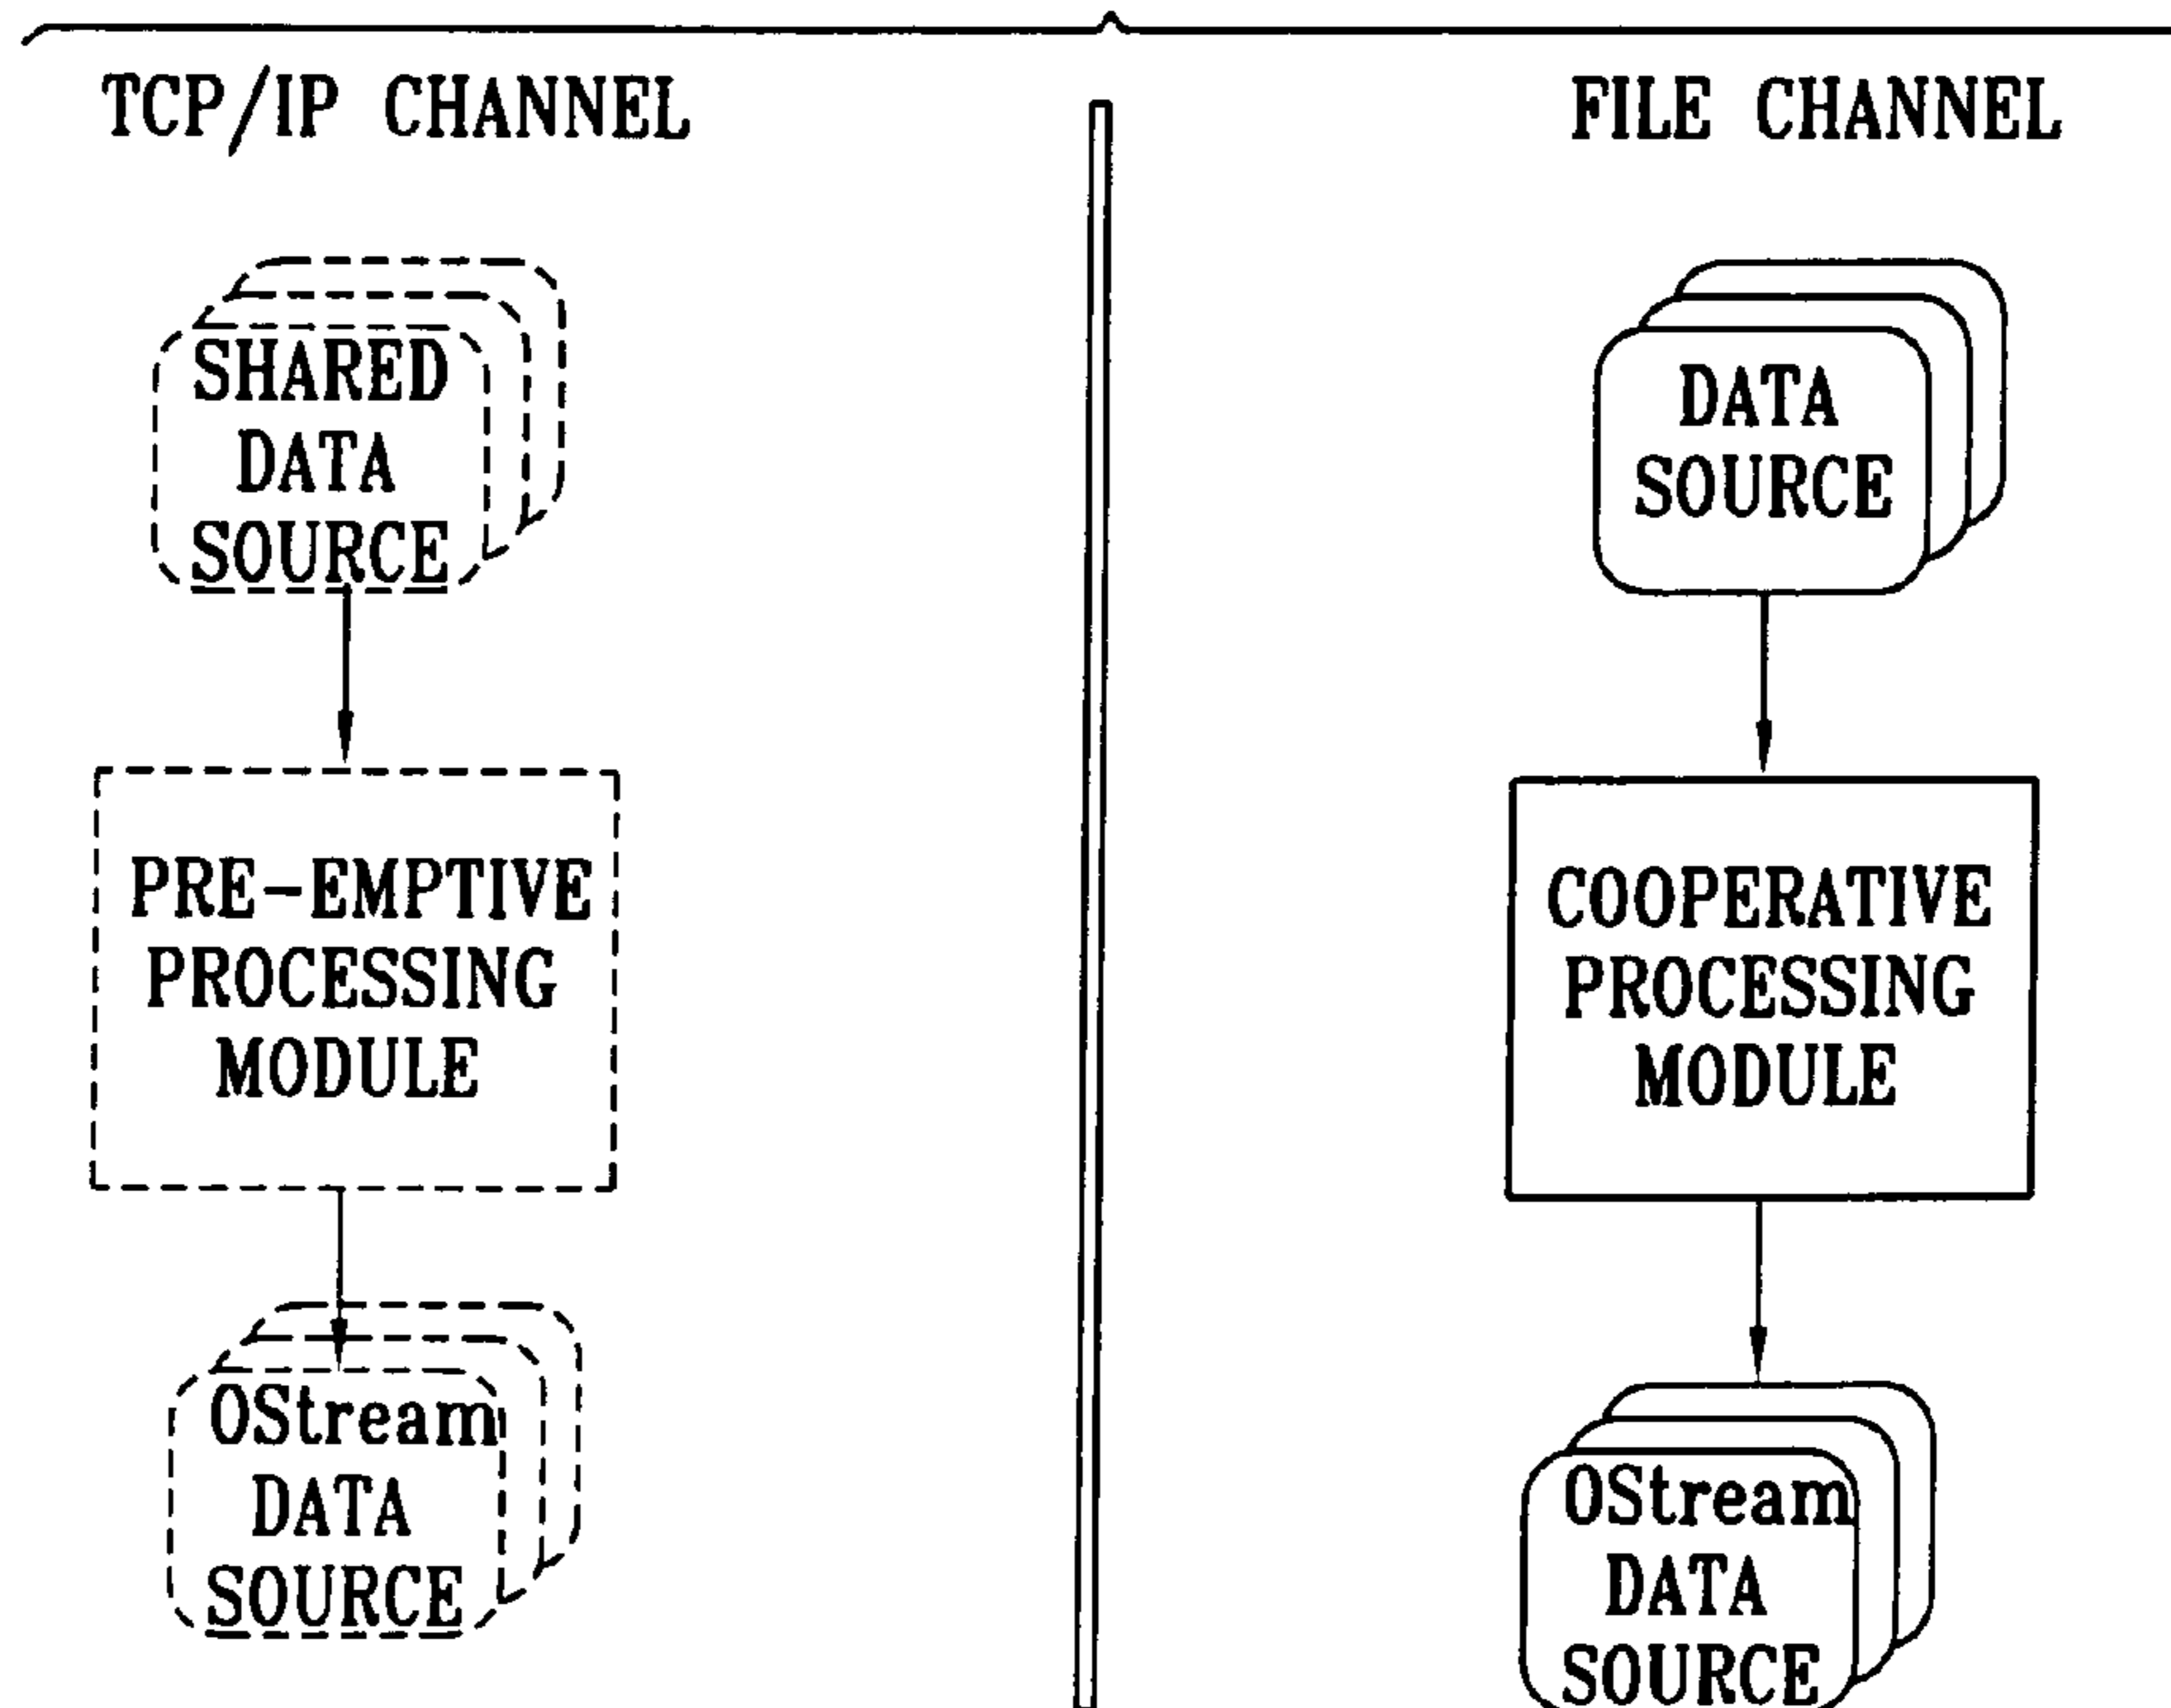 TCP/IP CHANNEL
SHARED
DATA
SOURCE
PRE-EMPTIVE
PROCESSING
MODULE
OStream
DATA
SOURCE
FILE CHANNEL
DATA
SOURCE
COOPERATIVE
PROCESSING
MODULE
OStream
DATA
SOURCE